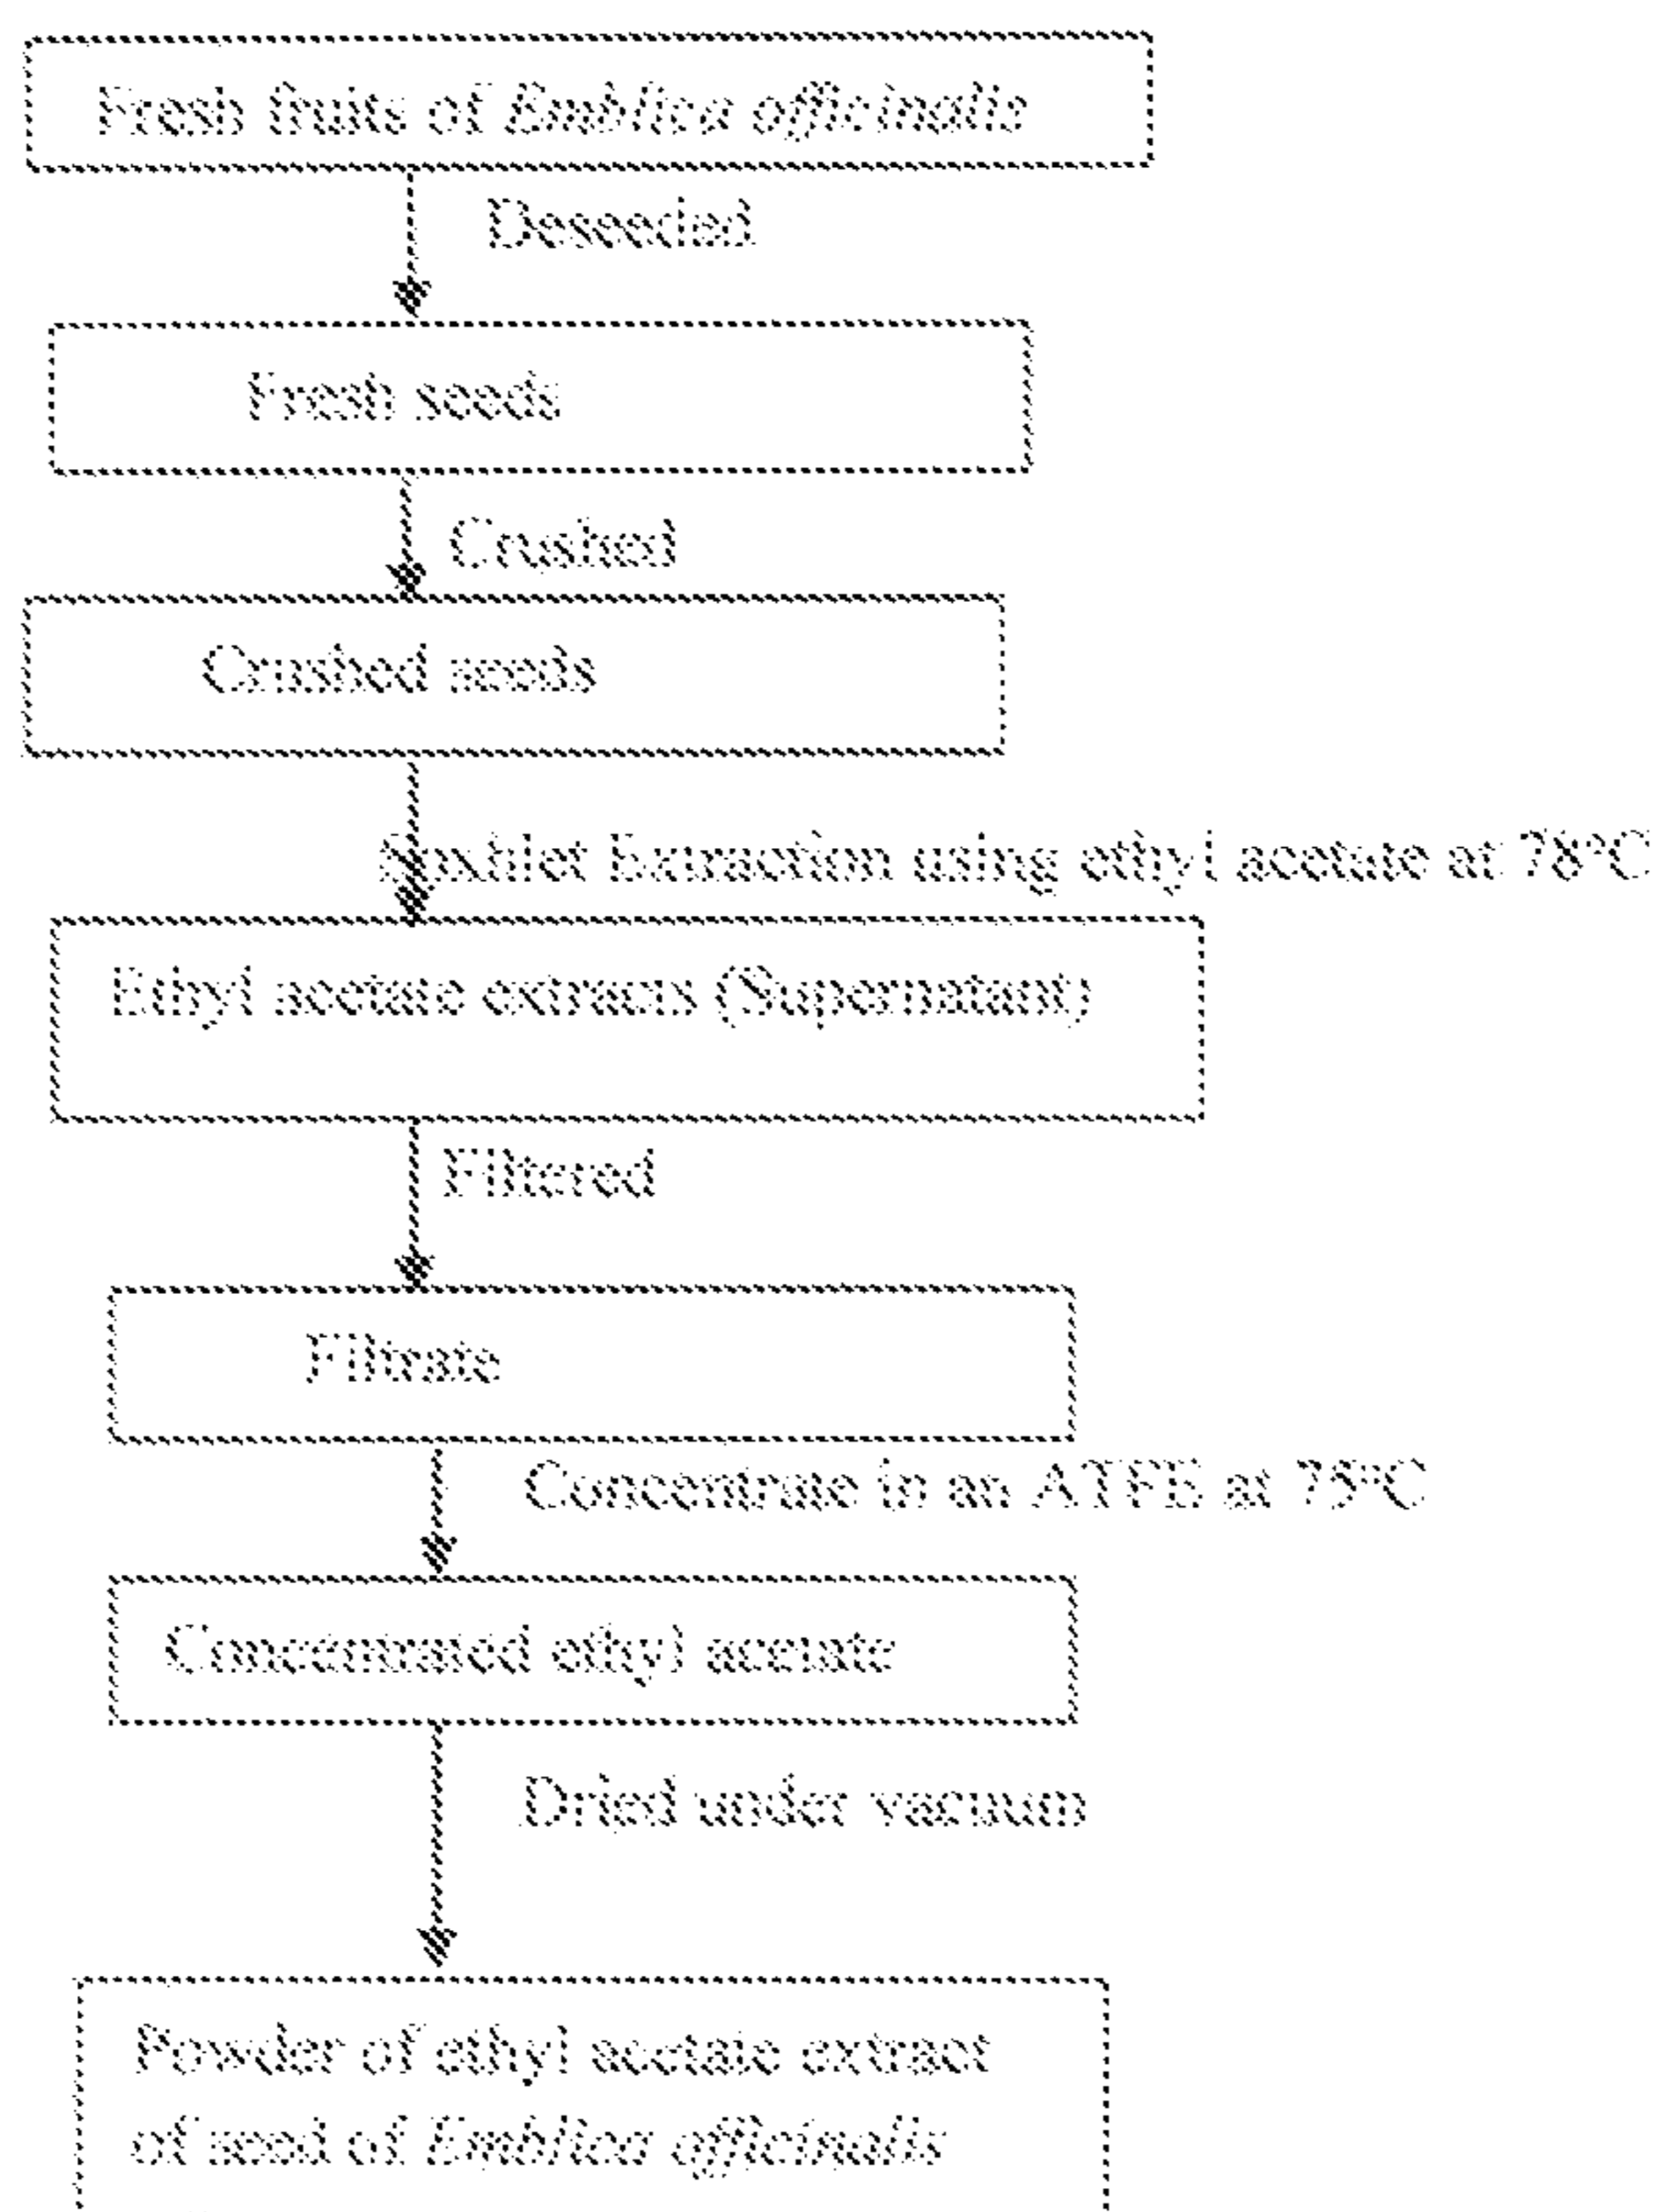 Fresh fruits of Emblica officinalis
Deseeded
Fresh seeds
Crushed
Crushed seeds
Soxhlet Extraction using ethyl acetate at 78°C
Ethyl acetate extracts (Supernatant)
Filtered
Filtrate
Concentrate in an ATFE at 75°C
Concentrated ethyl acetate
Dried under vacuum
Powder of ethyl acetate extract
of seed of Emblica officinalis